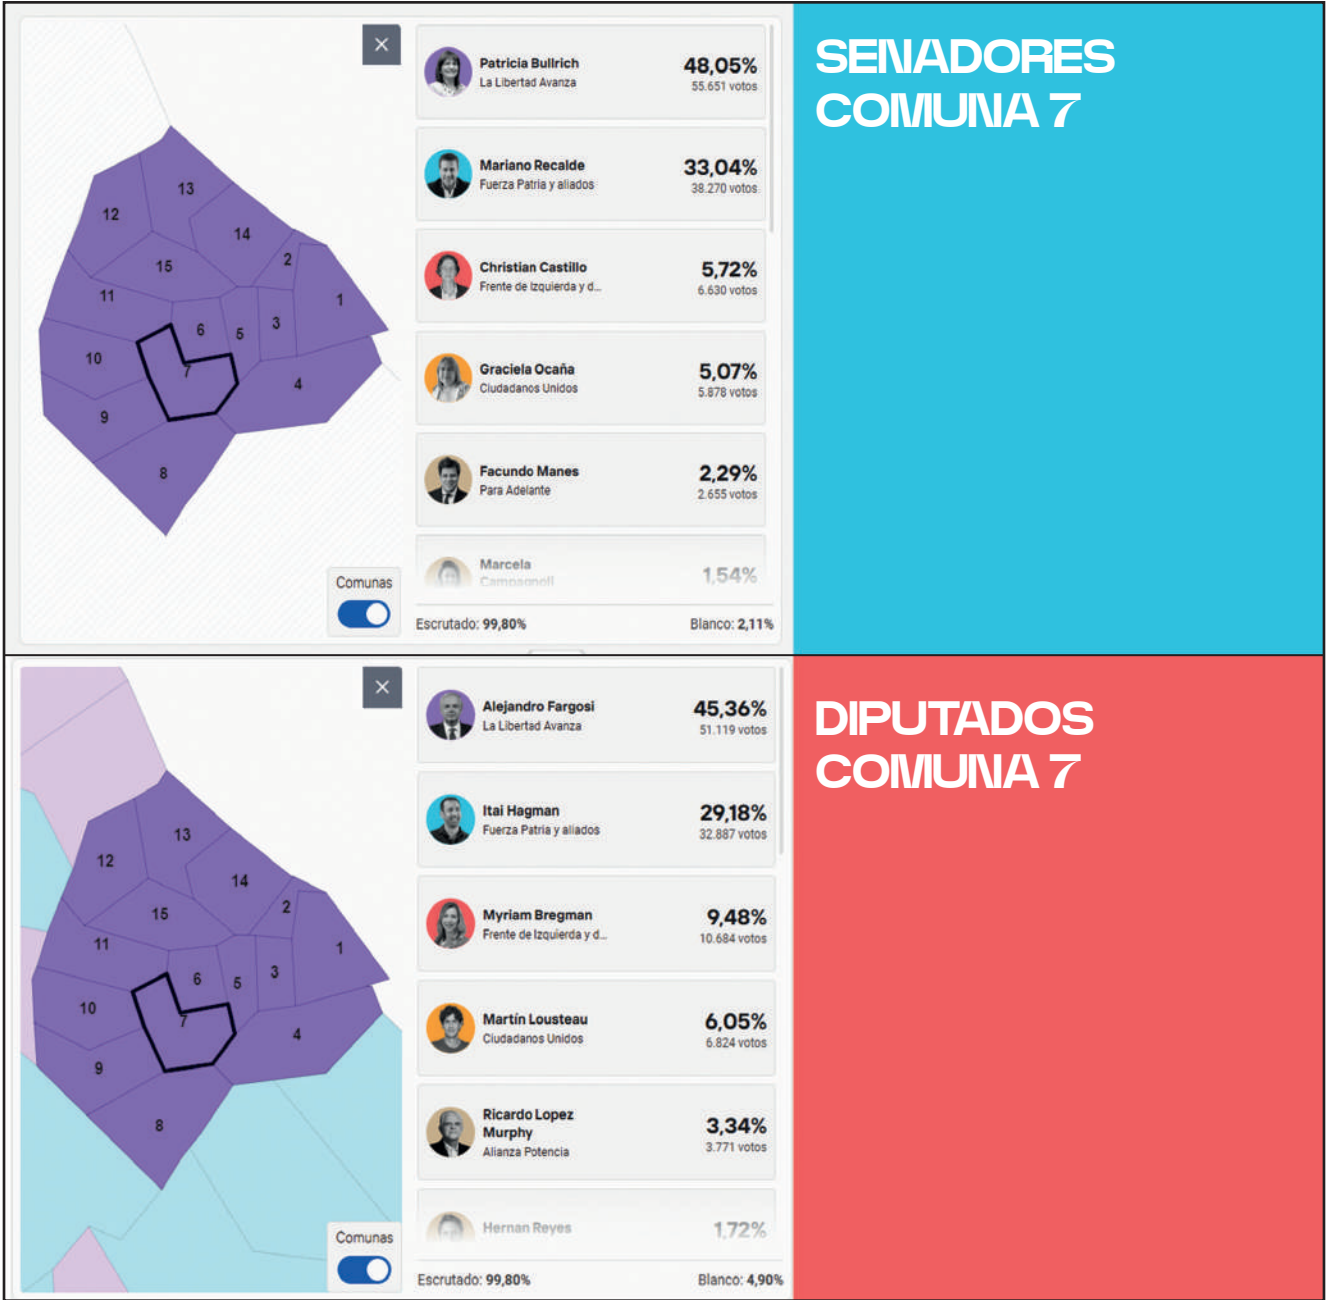 SENADORES
COMUNA 7
Patricia Bullrich
La Libertad Avanza
48,05%
55.651 votos
Mariano Recalde
Fuerza Patria y aliados
33,04%
38.270 votos
Christian Castillo
Frente de Izquierda y d...
5,72%
6.630 votos
Graciela Ocaña
Ciudadanos Unidos
5,07%
5.878 votos
Facundo Manes
Para Adelante
2,29%
2.655 votos
Marcela
Campagnoli
1,54%
Escrutado: 99,80%
Blanco: 2,11%
13
12
14
15
2
11
1
6
5
3
10
7
4
9
8
Comunas
DIPUTADOS
COMUNA 7
Alejandro Fargosi
La Libertad Avanza
45,36%
51.119 votos
Itai Hagman
Fuerza Patria y aliados
29,18%
32.887 votos
Myriam Bregman
Frente de Izquierda y d...
9,48%
10.684 votos
Martín Lousteau
Ciudadanos Unidos
6,05%
6.824 votos
Ricardo Lopez
Murphy
Alianza Potencia
3,34%
3.771 votos
Hernan Reyes
1,72%
Escrutado: 99,80%
Blanco: 4,90%
13
12
14
15
2
11
1
6
5
3
10
7
4
9
8
Comunas